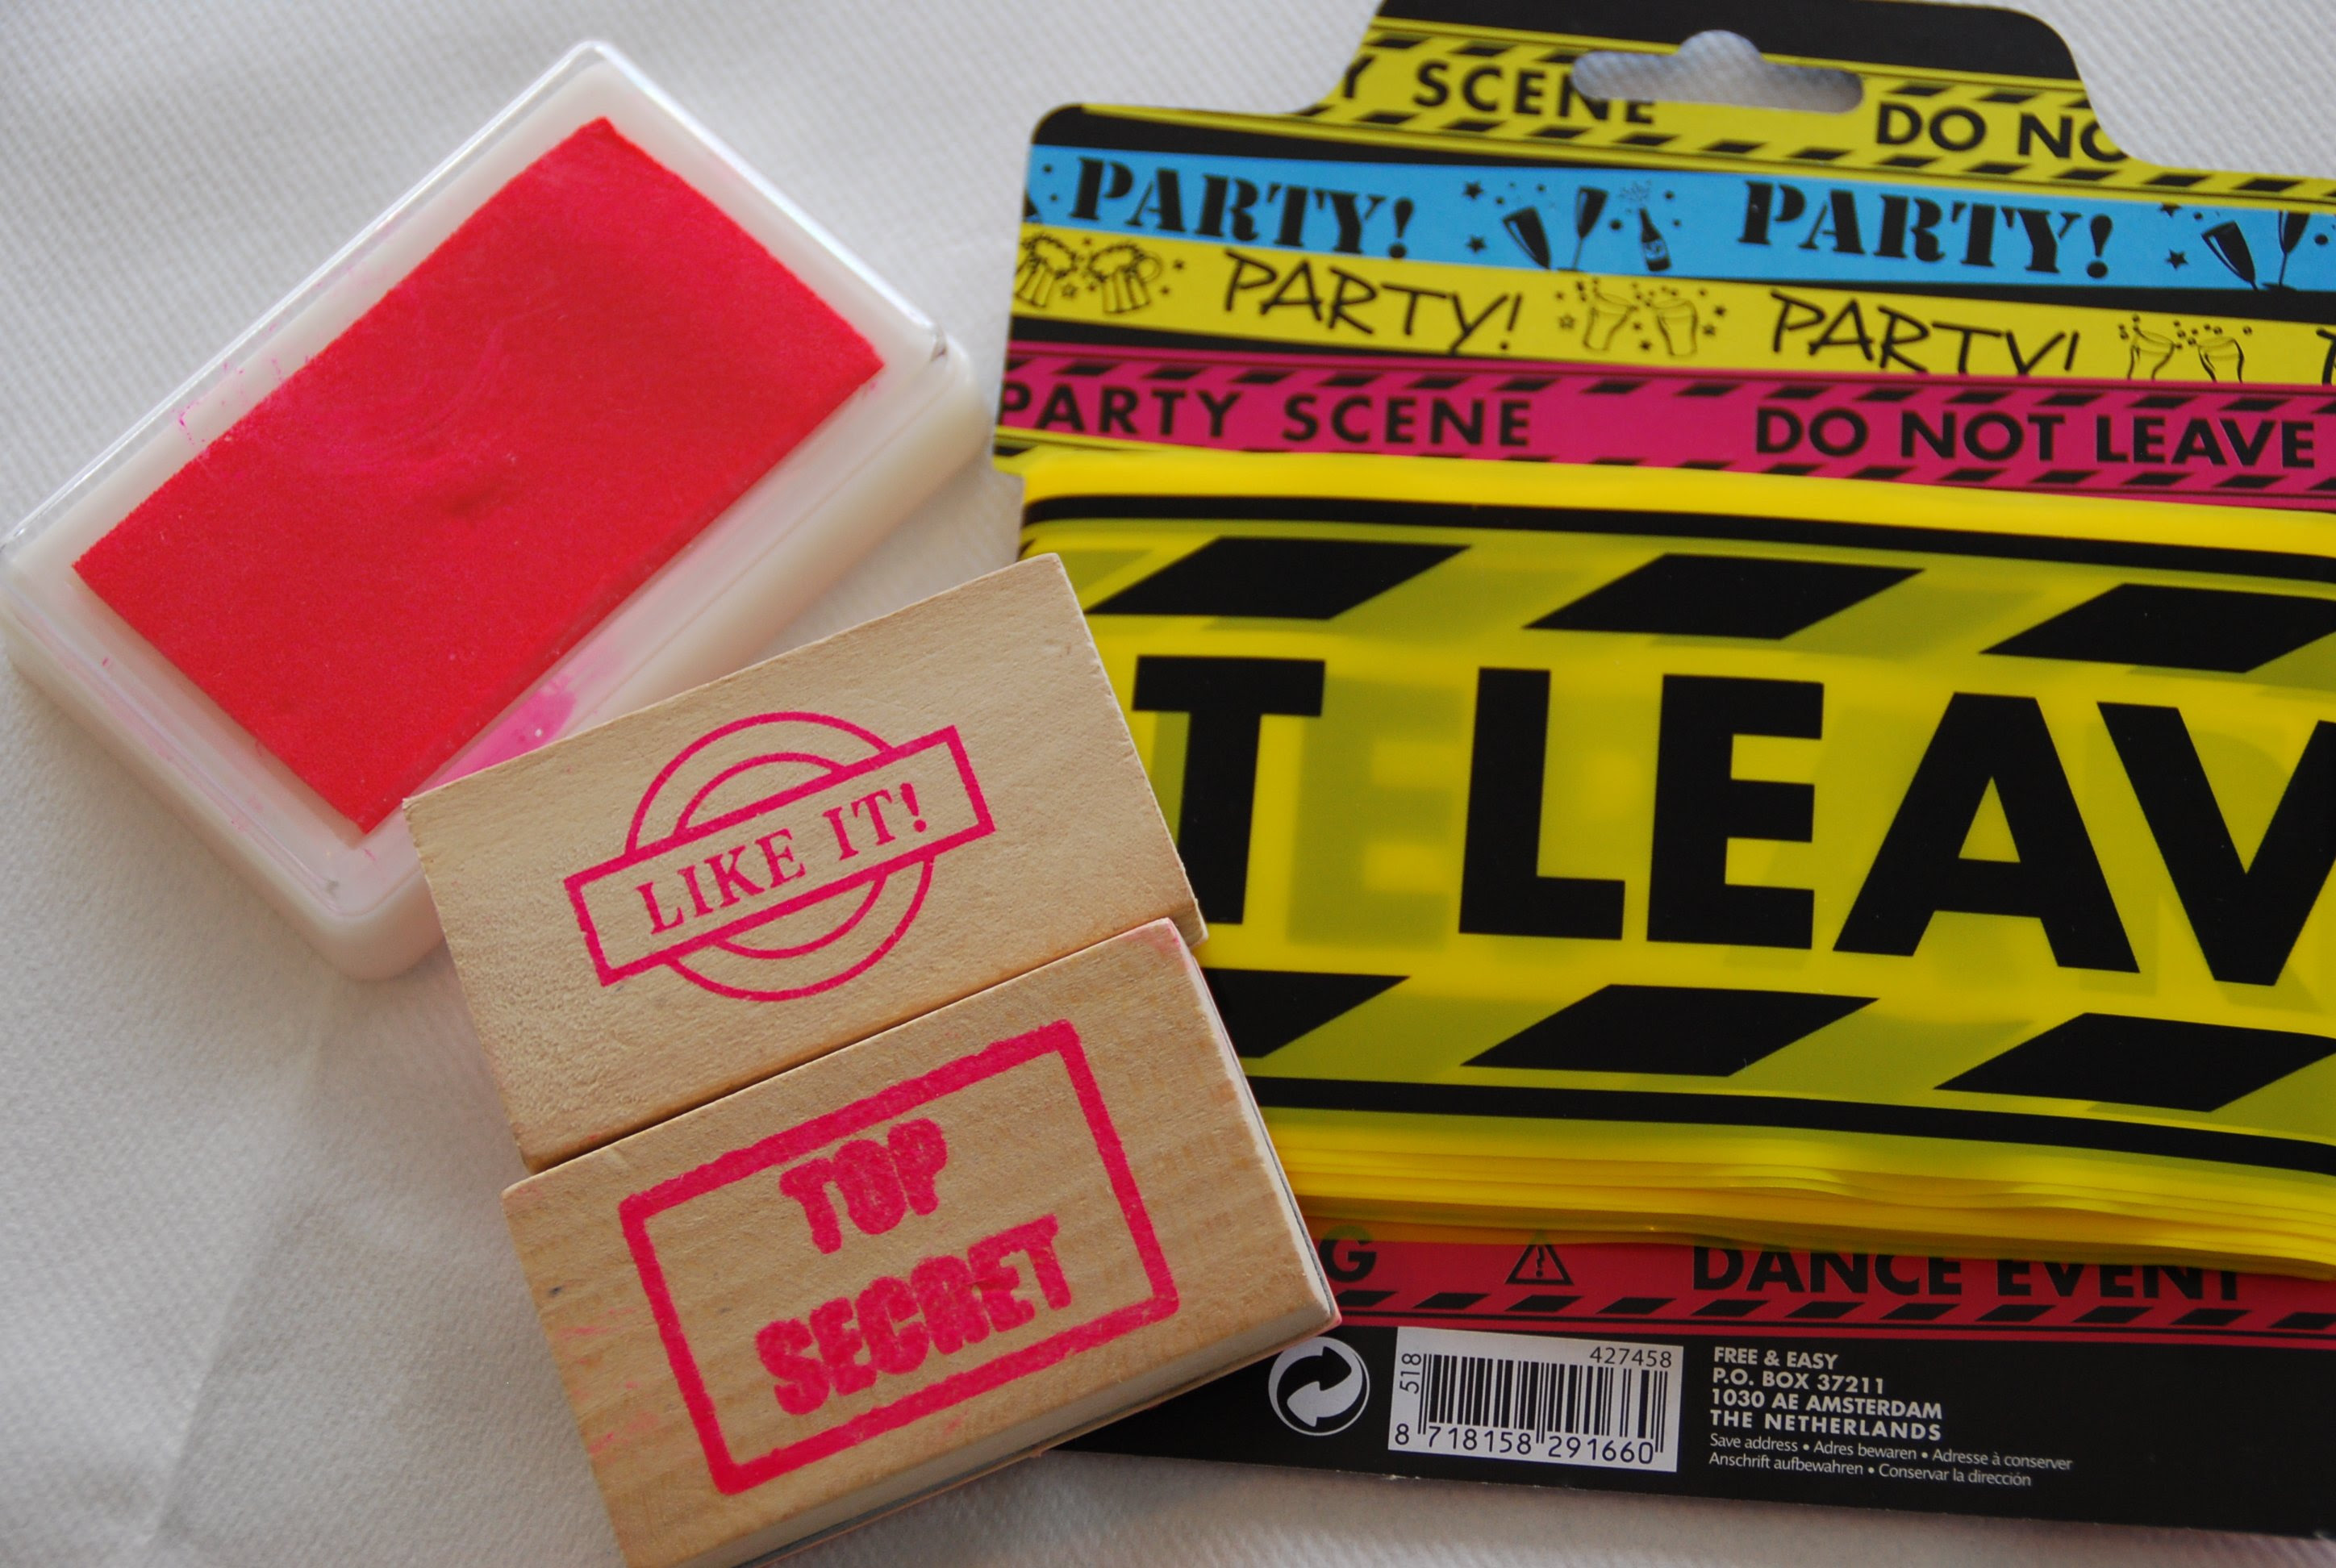 Y SCENE DO NO
PARTY! PARTY!
PARTY! PARTY!
PARTY SCENE DO NOT LEAVE
T LEAV
LIKE IT!
TOP
SECRET
G DANCE EVENT
518
427458
8 718158 291660
FREE & EASY
P.O. BOX 37211
1030 AE AMSTERDAM
THE NETHERLANDS
Save address • Adres bewaren • Adresse à conserver
Anschrift aufbewahren • Conservar la dirección